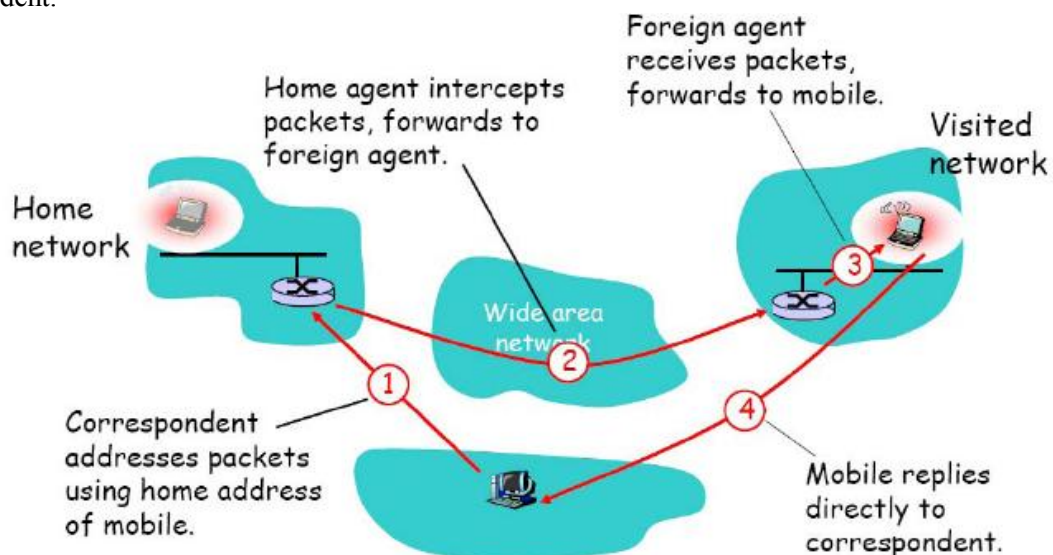 dent.
Foreign agent
receives packets,
forwards to mobile.
Home agent intercepts
packets, forwards to
foreign agent.
Visited
network
Home
network
3
Wide area
network
2
1
4
Correspondent
addresses packets
using home address
of mobile.
Mobile replies
directly to
correspondent.